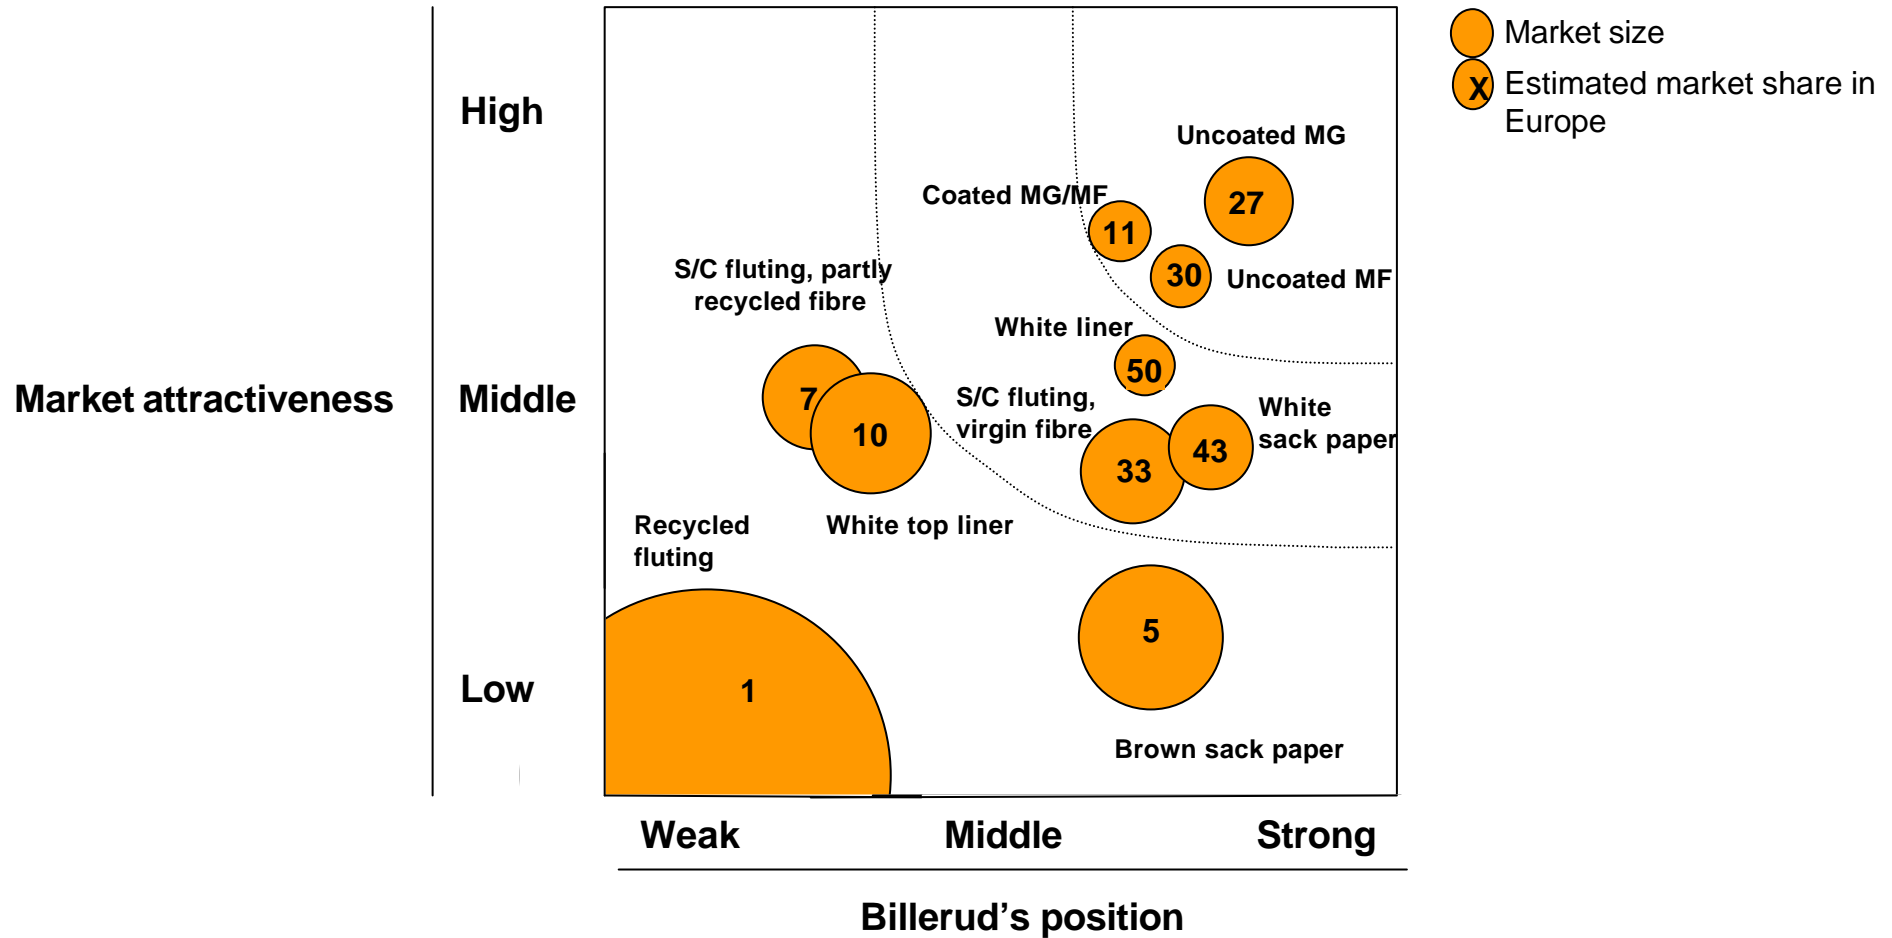 Market size
X
Estimated market share in
Europe
High
Uncoated MG
27
Coated MG/MF
11
30
Uncoated MF
S/C fluting, partly
recycled fibre
White liner
50
Market attractiveness
Middle
7
10
S/C fluting,
virgin fibre
33
43
White
sack paper
White top liner
Recycled
fluting
Low
1
5
Brown sack paper
Weak
Middle
Strong
Billerud’s position